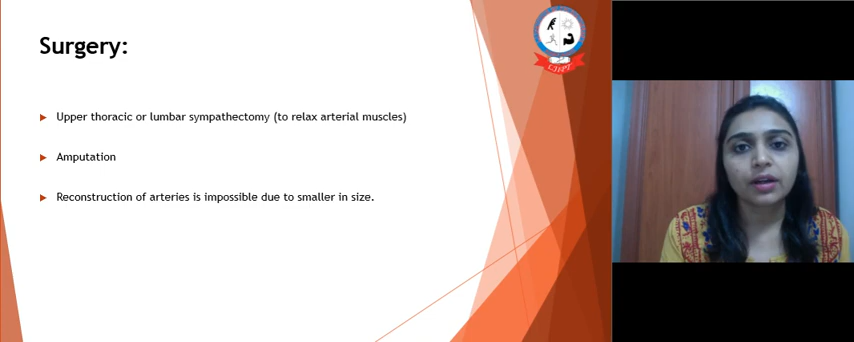 Surgery:
Upper thoracic or lumbar sympathectomy (to relax arterial muscles)
Amputation
Reconstruction of arteries is impossible due to smaller in size.